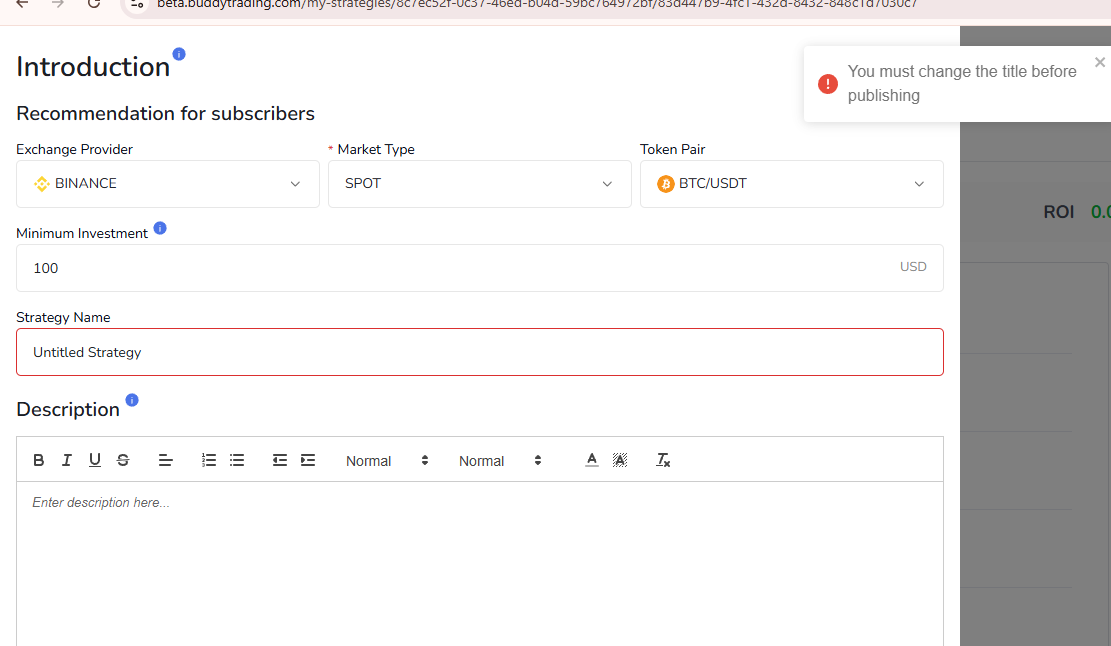 beta.buddytrading.com/my-strategies/8c7ec52f-0c37-46ed-b04d-59bc764972bf/83d447b9-4fc1-432d-8432-848c1d7030c7
Introduction
You must change the title before
publishing
Recommendation for subscribers
Exchange Provider
* Market Type
Token Pair
BINANCE
SPOT
BTC/USDT
ROI 0.0
Minimum Investment
100
USD
Strategy Name
Untitled Strategy
Description
B I U S
Normal
Normal
A
A
Enter description here...